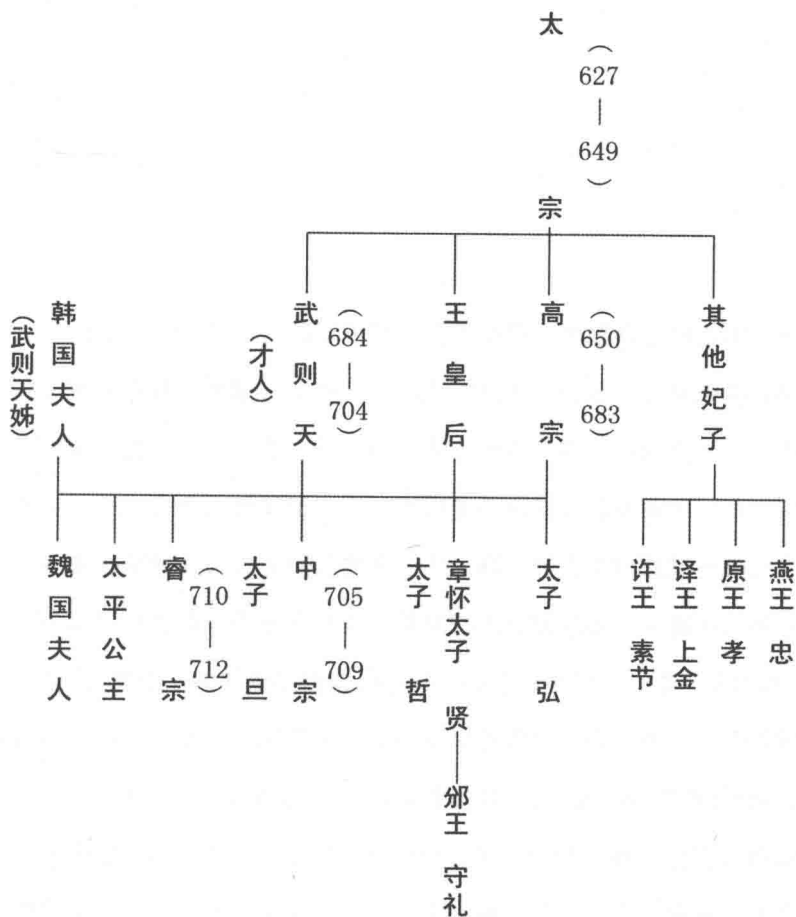 太宗
（627—649）
其他妃子
高宗
（650—683）
王皇后
武则天
（684—704）
（才人）
韩国夫人
（武则天姊）
燕王 忠
原王 孝
译王 上金
许王 素节
太子 弘
章怀太子 贤
邠王 守礼
太子 哲
中宗
（705—709）
太子 旦
睿宗
（710—712）
太平公主
魏国夫人